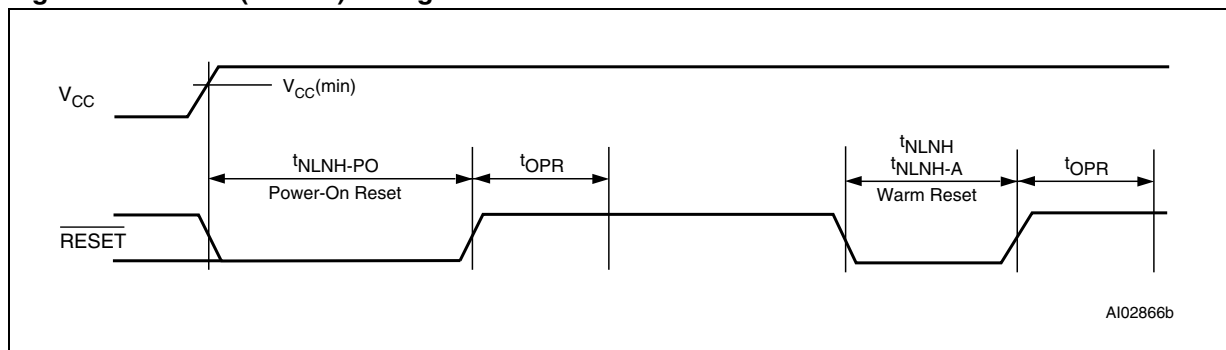 VCC
VCC(min)
tNLNH-PO
Power-On Reset
tOPR
tNLNH
tNLNH-A
Warm Reset
tOPR
RESET
AI02866b